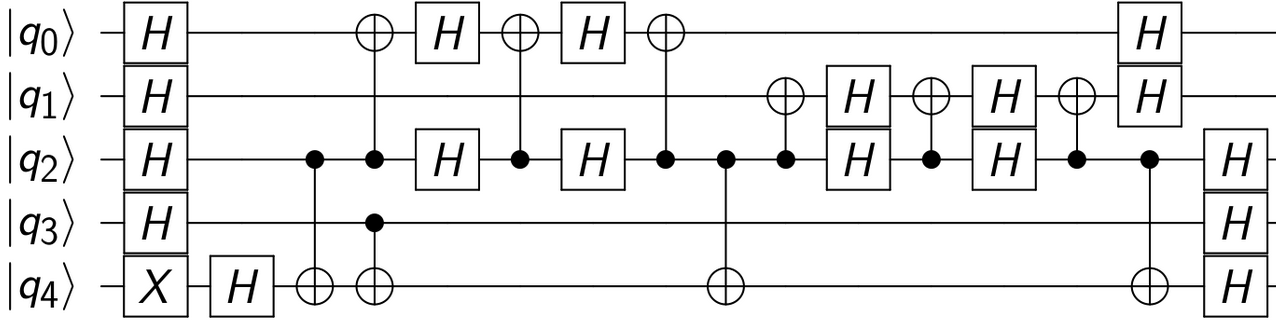 |q0⟩ H H H H
|q1⟩ H H H H
|q2⟩ H H H H H H
|q3⟩ H H
|q4⟩ X H H